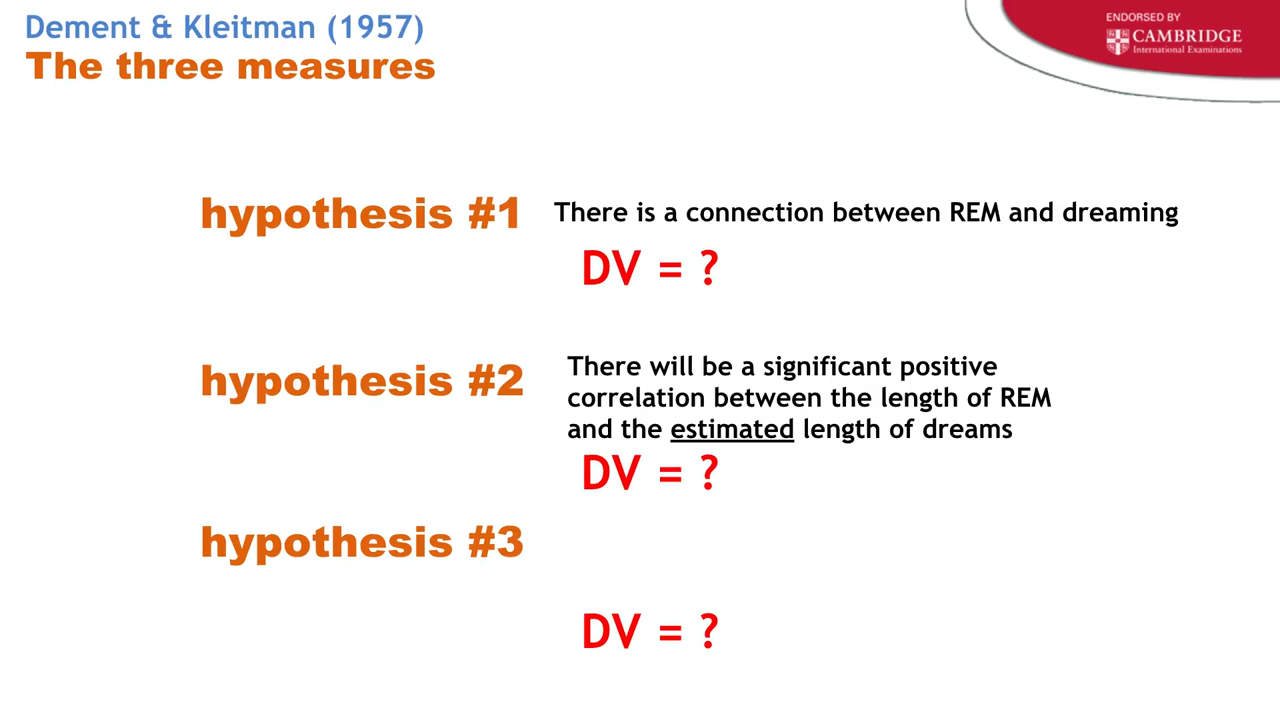 Dement & Kleitman (1957)
The three measures
ENDORSED BY
CAMBRIDGE
International Examinations
hypothesis #1
There is a connection between REM and dreaming
DV = ?
hypothesis #2
There will be a significant positive
correlation between the length of REM
and the estimated length of dreams
DV = ?
hypothesis #3
DV = ?